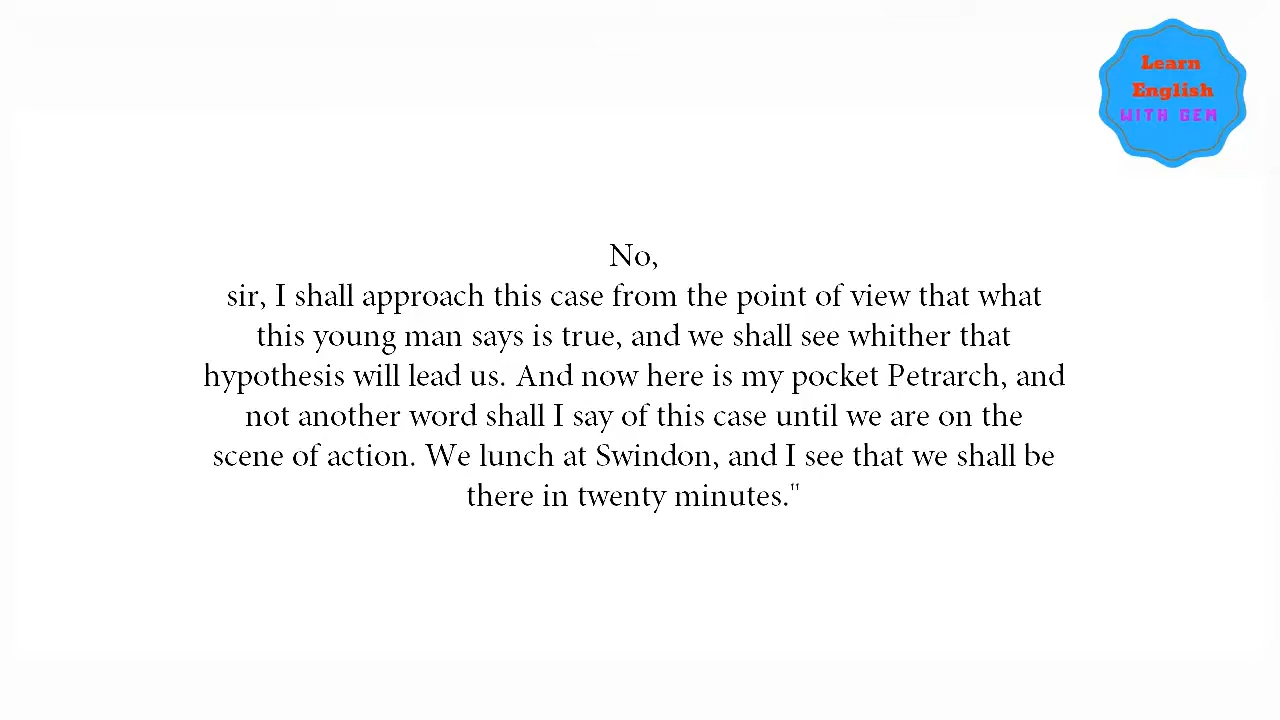 Learn
English
WITH GEM
No,
sir, I shall approach this case from the point of view that what
this young man says is true, and we shall see whither that
hypothesis will lead us. And now here is my pocket Petrarch, and
not another word shall I say of this case until we are on the
scene of action. We lunch at Swindon, and I see that we shall be
there in twenty minutes."